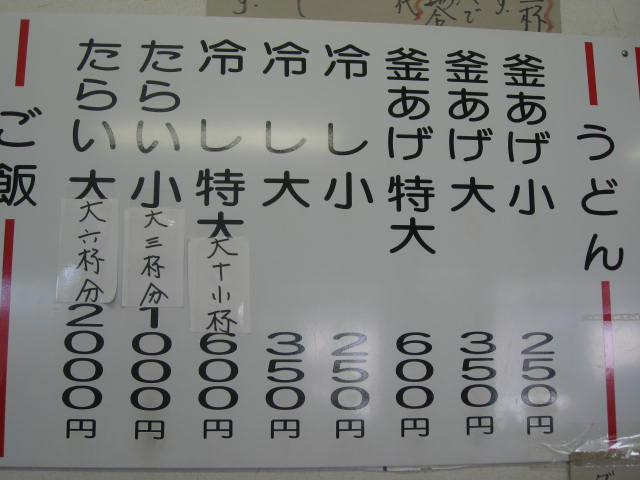 うどん
釜あげ小 250円
釜あげ大 350円
釜あげ特大 600円
冷し小 250円
冷し大 350円
冷し特大 大十小杯 600円
たらい小 大三杯分 1000円
たらい大 大六杯分 2000円
ご飯